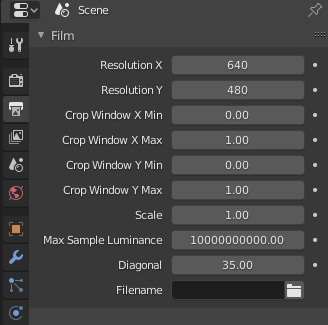 Scene
Film
Resolution X 640
Resolution Y 480
Crop Window X Min 0.00
Crop Window X Max 1.00
Crop Window Y Min 0.00
Crop Window Y Max 1.00
Scale 1.00
Max Sample Luminance 10000000000.00
Diagonal 35.00
Filename